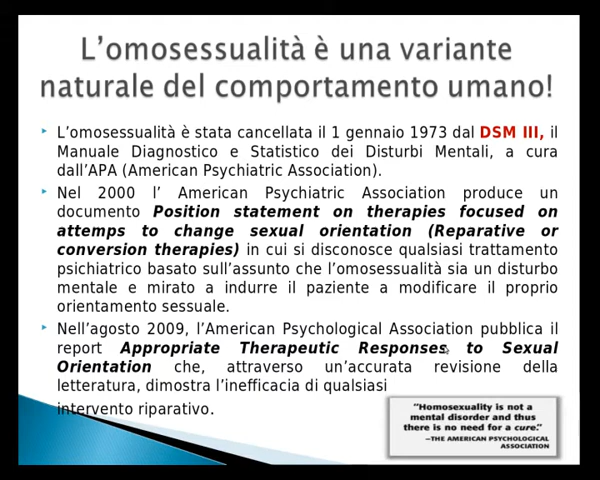 L'omosessualità è una variante
naturale del comportamento umano!
L'omosessualità è stata cancellata il 1 gennaio 1973 dal DSM III, il
Manuale Diagnostico e Statistico dei Disturbi Mentali, a cura
dall'APA (American Psychiatric Association).
Nel 2000 l' American Psychiatric Association produce un
documento Position statement on therapies focused on
attemps to change sexual orientation (Reparative or
conversion therapies) in cui si disconosce qualsiasi trattamento
psichiatrico basato sull'assunto che l'omosessualità sia un disturbo
mentale e mirato a indurre il paziente a modificare il proprio
orientamento sessuale.
Nell'agosto 2009, l'American Psychological Association pubblica il
report Appropriate Therapeutic Responses to Sexual
Orientation che, attraverso un'accurata revisione della
letteratura, dimostra l'inefficacia di qualsiasi
intervento riparativo.
"Homosexuality is not a
mental disorder and thus
there is no need for a cure."
—THE AMERICAN PSYCHOLOGICAL
ASSOCIATION